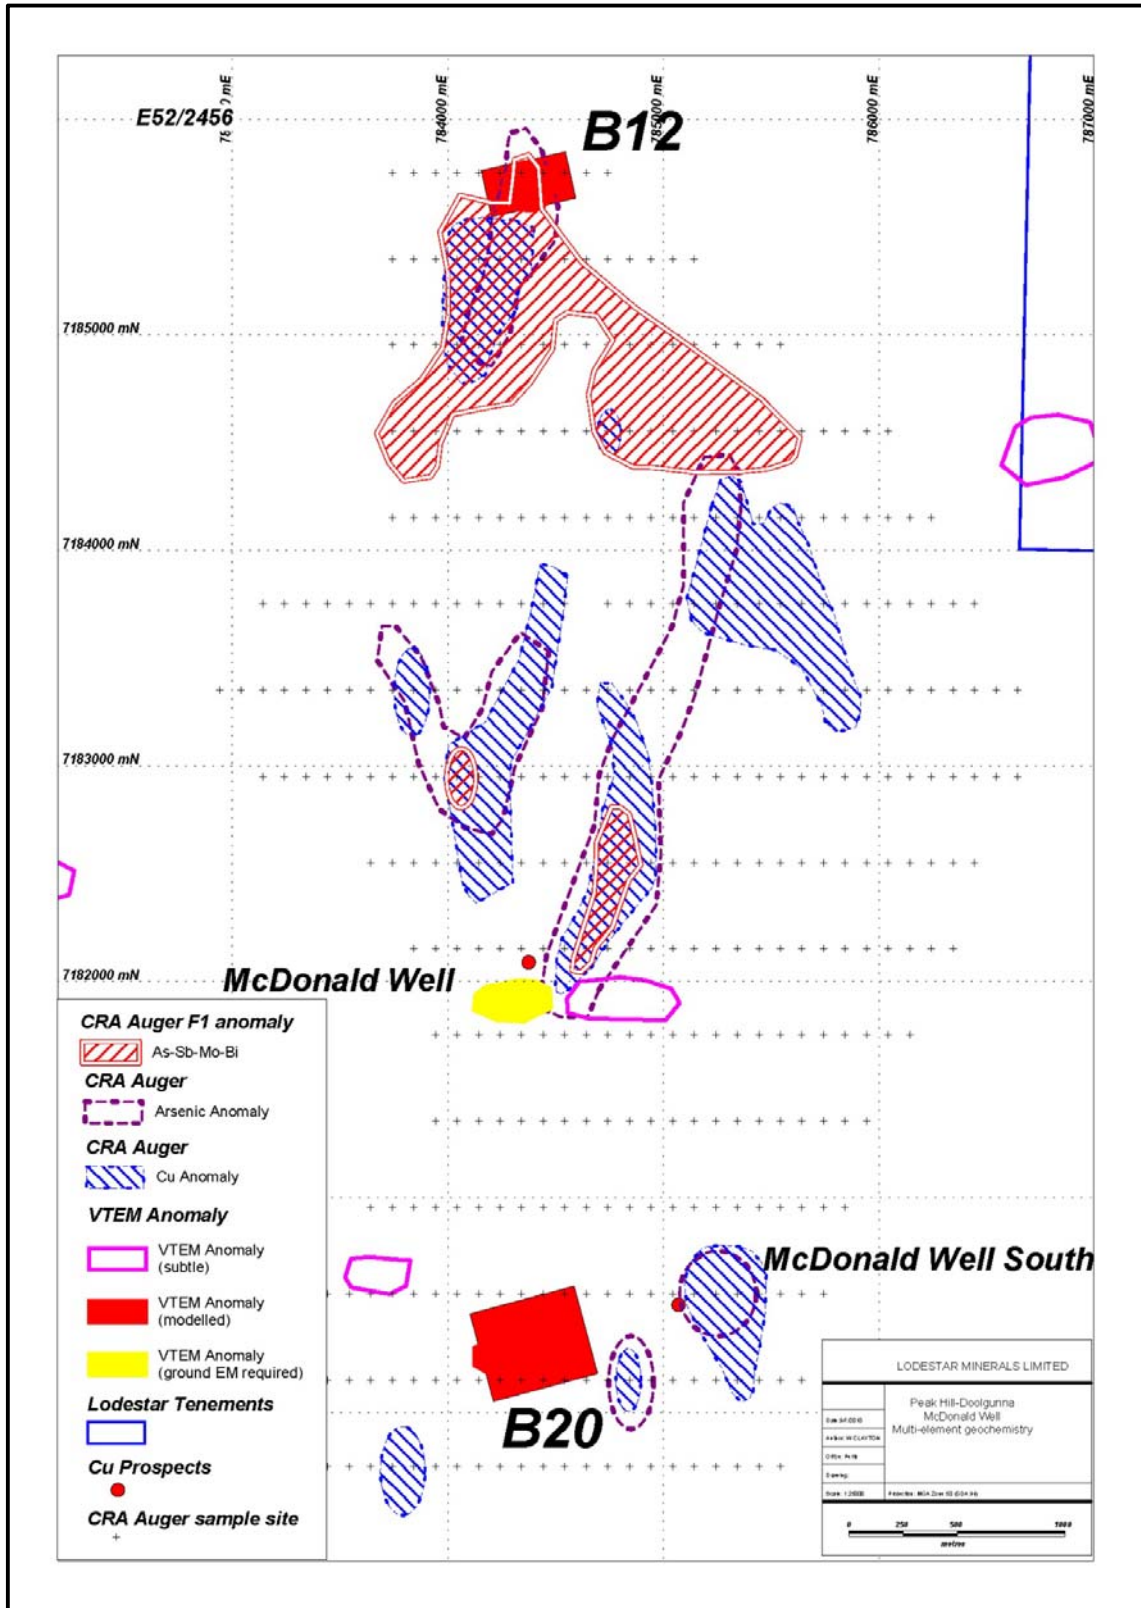 E52/2456
784000 mE
785000 mE
786000 mE
787000 mE
B12
7185000 mN
7184000 mN
7183000 mN
7182000 mN
McDonald Well
CRA Auger F1 anomaly
As-Sb-Mo-Bi
CRA Auger
Arsenic Anomaly
CRA Auger
Cu Anomaly
VTEM Anomaly
VTEM Anomaly
(subtle)
VTEM Anomaly
(modelled)
VTEM Anomaly
(ground EM required)
Lodestar Tenements
Cu Prospects
CRA Auger sample site
McDonald Well South
B20
LODESTAR MINERALS LIMITED
Peak Hill-Doolgunna
McDonald Well
Multi-element geochemistry
0 250 500 1000
metres